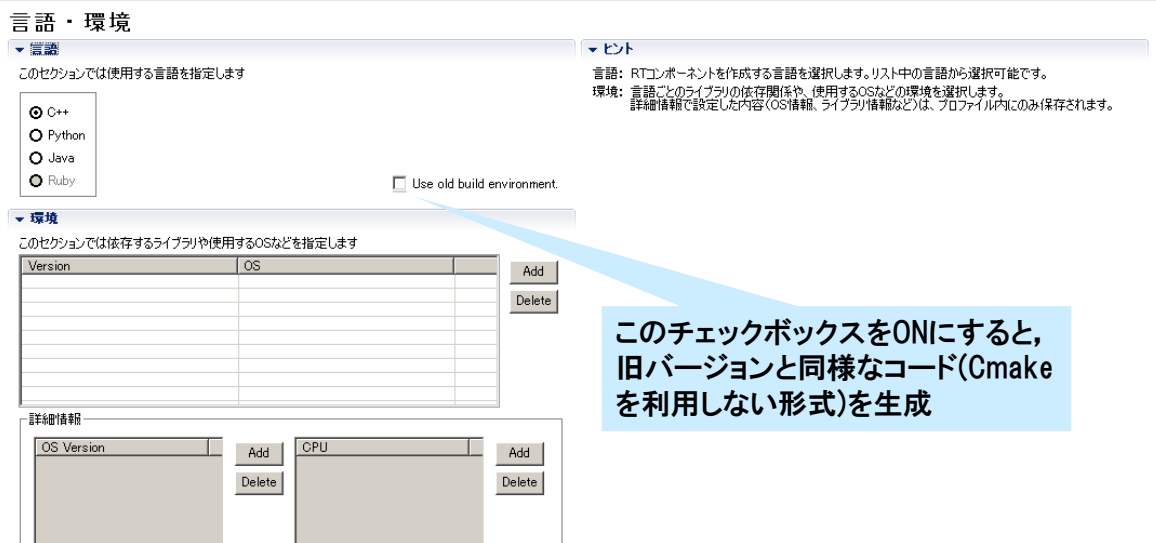 言語・環境
言語
このセクションでは使用する言語を指定します
C++
Python
Java
Ruby
Use old build environment.
ヒント
言語: RTコンポーネントを作成する言語を選択します。リスト中の言語から選択可能です。
環境: 言語ごとのライブラリの依存関係や、使用するOSなどの環境を選択します。
詳細情報で設定した内容(OS情報、ライブラリ情報など)は、プロファイル内にのみ保存されます。
環境
このセクションでは依存するライブラリや使用するOSなどを指定します
Version OS
Add
Delete
このチェックボックスをONにすると,
旧バージョンと同様なコード(Cmake
を利用しない形式)を生成
詳細情報
OS Version
Add
Delete
CPU
Add
Delete